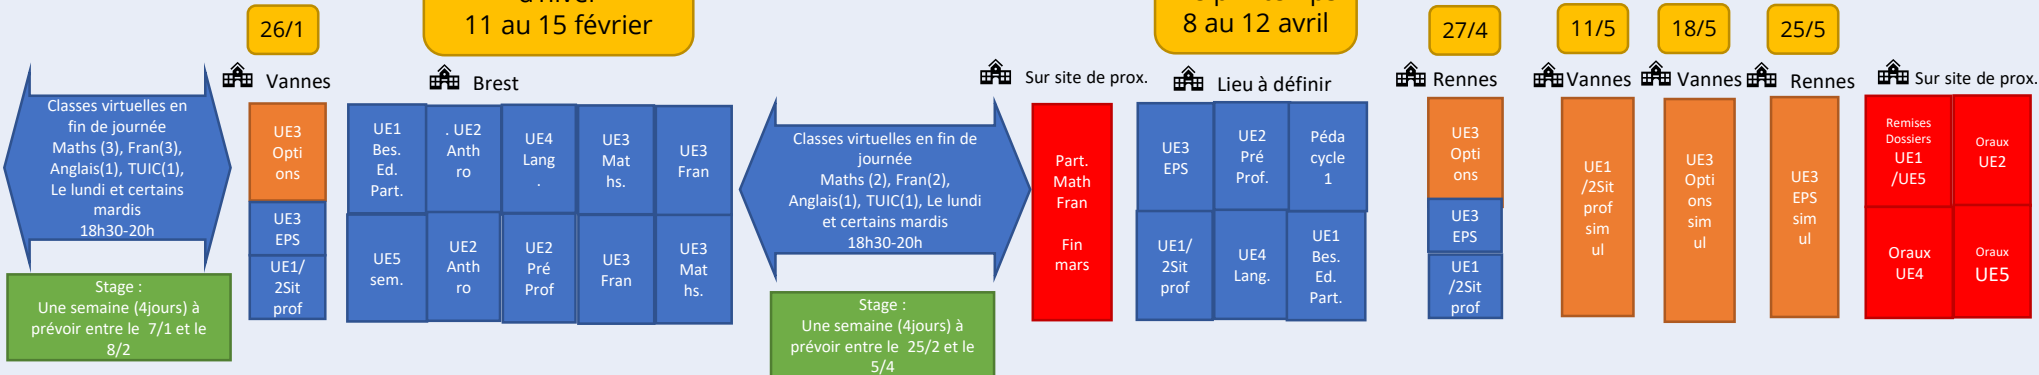 d'hiver
11 au 15 février
8 au 12 avril
26/1
27/4
11/5
18/5
25/5
Vannes
Brest
Sur site de prox.
Lieu à définir
Rennes
Vannes
Vannes
Rennes
Sur site de prox.
Classes virtuelles en
fin de journée
Maths (3), Fran(3),
Anglais(1), TUIC(1),
Le lundi et certains
mardis
18h30-20h
Stage :
Une semaine (4jours) à
prévoir entre le 7/1 et le
8/2
UE3
Opti
ons
UE3
EPS
UE1/
2Sit
prof
UE1
Bes.
Ed.
Part.
. UE2
Anth
ro
UE4
Lang
.
UE3
Mat
hs.
UE3
Fran
UE5
sem.
UE2
Anth
ro
UE2
Pré
Prof
UE3
Fran
UE3
Mat
hs.
Classes virtuelles en fin de
journée
Maths (2), Fran(2),
Anglais(1), TUIC(1), Le lundi
et certains mardis
18h30-20h
Stage :
Une semaine (4jours) à
prévoir entre le 25/2 et le
5/4
Part.
Math
Fran
Fin
mars
UE3
EPS
UE2
Pré
Prof.
Péda
cycle
1
UE1/
2Sit
prof
UE4
Lang.
UE1
Bes.
Ed.
Part.
UE3
Opti
ons
UE3
EPS
UE1
/2Sit
prof
UE1
/2Sit
prof
sim
ul
UE3
Opti
ons
sim
ul
UE3
EPS
sim
ul
Remises
Dossiers
UE1
/UE5
Oraux
UE2
Oraux
UE4
Oraux
UE5